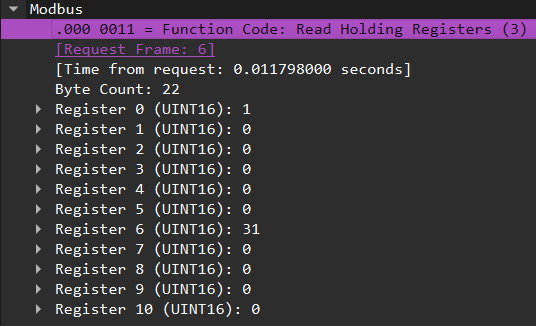 Modbus
.000 0011 = Function Code: Read Holding Registers (3)
[Request Frame: 6]
[Time from request: 0.011798000 seconds]
Byte Count: 22
Register 0 (UINT16): 1
Register 1 (UINT16): 0
Register 2 (UINT16): 0
Register 3 (UINT16): 0
Register 4 (UINT16): 0
Register 5 (UINT16): 0
Register 6 (UINT16): 31
Register 7 (UINT16): 0
Register 8 (UINT16): 0
Register 9 (UINT16): 0
Register 10 (UINT16): 0